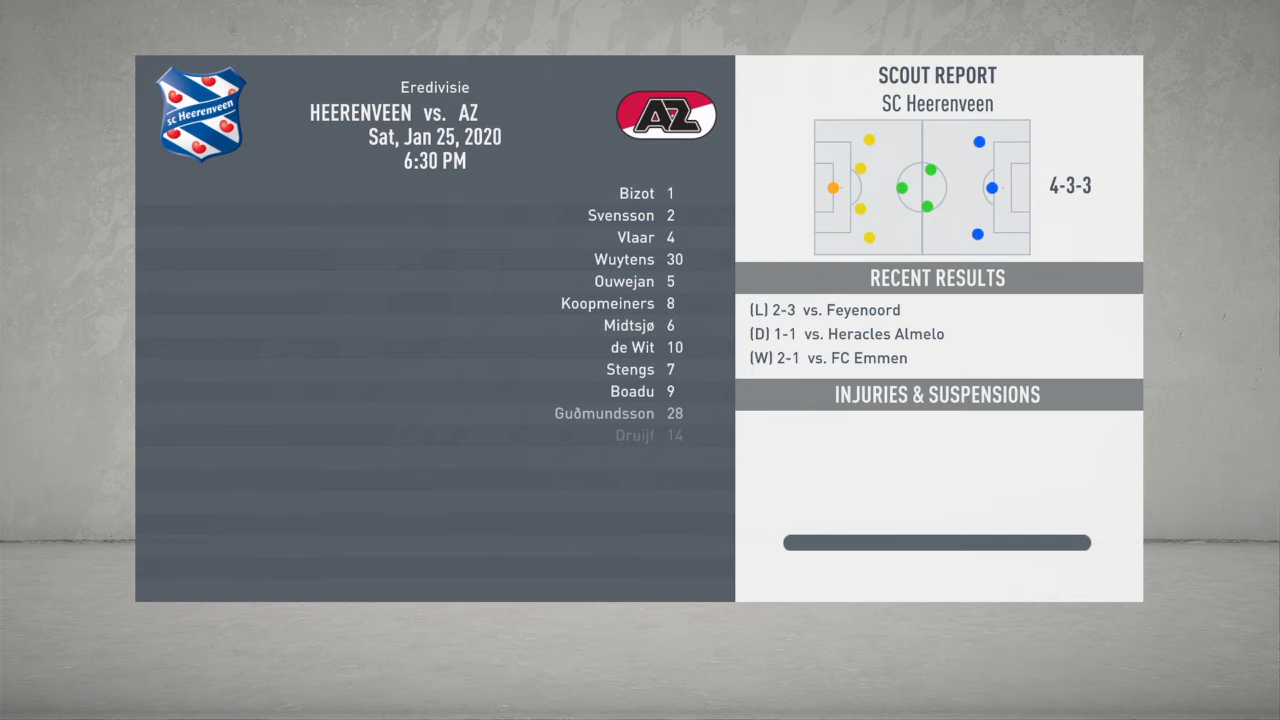 sc Heerenveen
Eredivisie
HEERENVEEN vs. AZ
Sat, Jan 25, 2020
6:30 PM
AZ
Bizot 1
Svensson 2
Vlaar 4
Wuytens 30
Ouwejan 5
Koopmeiners 8
Midtsjø 6
de Wit 10
Stengs 7
Boadu 9
Guðmundsson 28
Druijf 14
SCOUT REPORT
SC Heerenveen
4-3-3
RECENT RESULTS
(L) 2-3 vs. Feyenoord
(D) 1-1 vs. Heracles Almelo
(W) 2-1 vs. FC Emmen
INJURIES & SUSPENSIONS